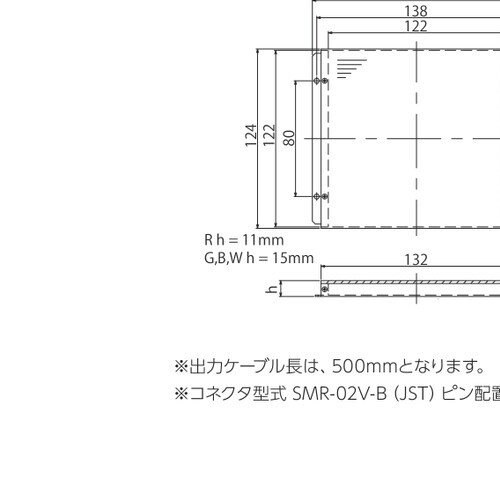 138
122
124
122
80
R h = 11mm
G,B,W h = 15mm
132
h
※出力ケーブル長は、500mmとなります。
※コネクタ型式 SMR-02V-B（JST）ピン配置